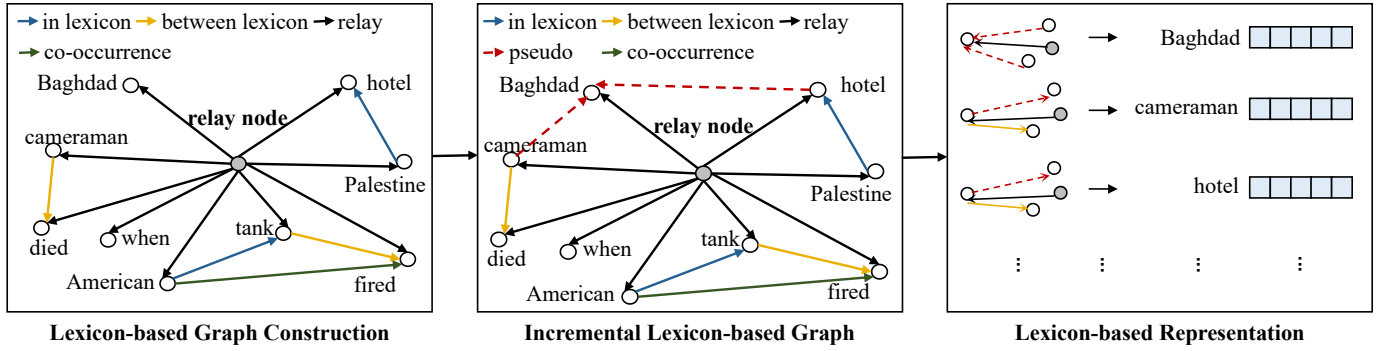 in lexicon between lexicon relay
co-occurrence
Baghdad
hotel
relay node
cameraman
Palestine
died
when
tank
American
fired
Lexicon-based Graph Construction
in lexicon between lexicon relay
pseudo co-occurrence
Baghdad
hotel
relay node
cameraman
Palestine
died
when
tank
American
fired
Incremental Lexicon-based Graph
Baghdad
cameraman
hotel
Lexicon-based Representation